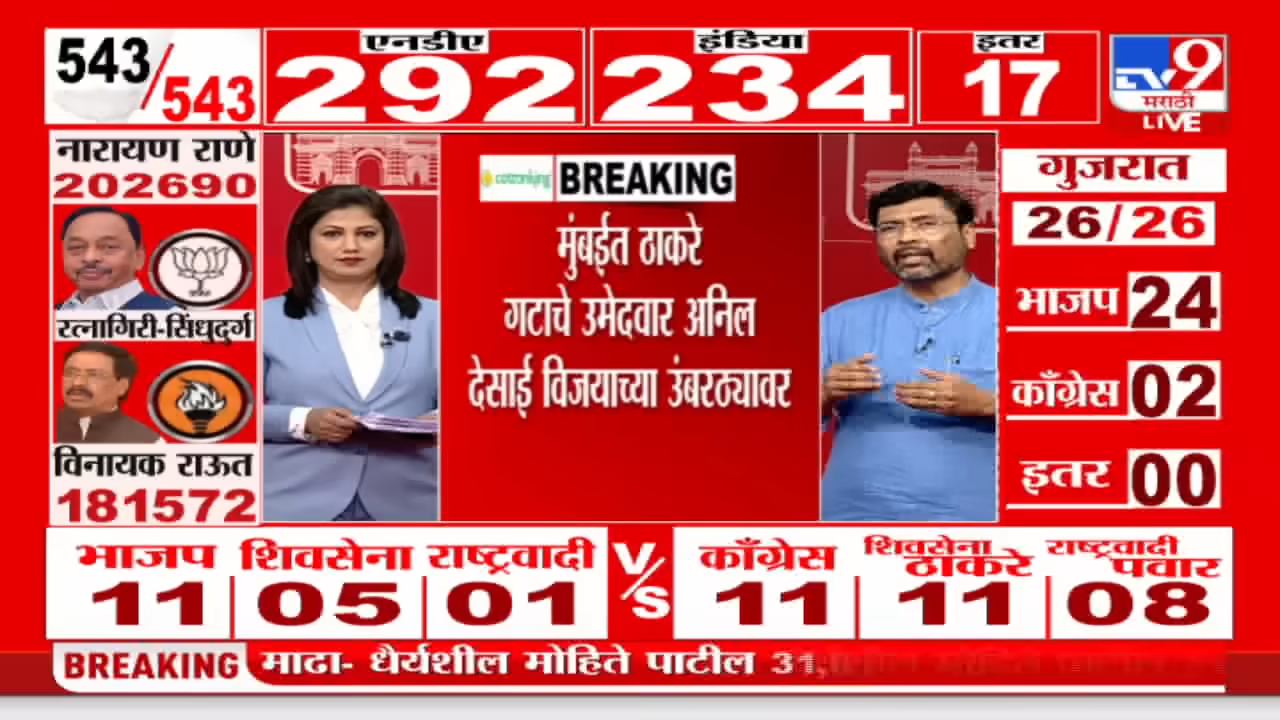 543/543
एनडीए
292
इंडिया
234
इतर
17
TV9
मराठी
LIVE
नारायण राणे
202690
रत्नागिरी-सिंधुदुर्ग
विनायक राऊत
181572
BREAKING
मुंबईत ठाकरे
गटाचे उमेदवार अनिल
देसाई विजयाच्या उंबरठ्यावर
गुजरात
26/26
भाजप 24
काँग्रेस 02
इतर 00
भाजप शिवसेना राष्ट्रवादी
11 05 01
V/S
काँग्रेस शिवसेना ठाकरे राष्ट्रवादी पवार
11 11 08
BREAKING माढा- धैर्यशील मोहिते पाटील 31,